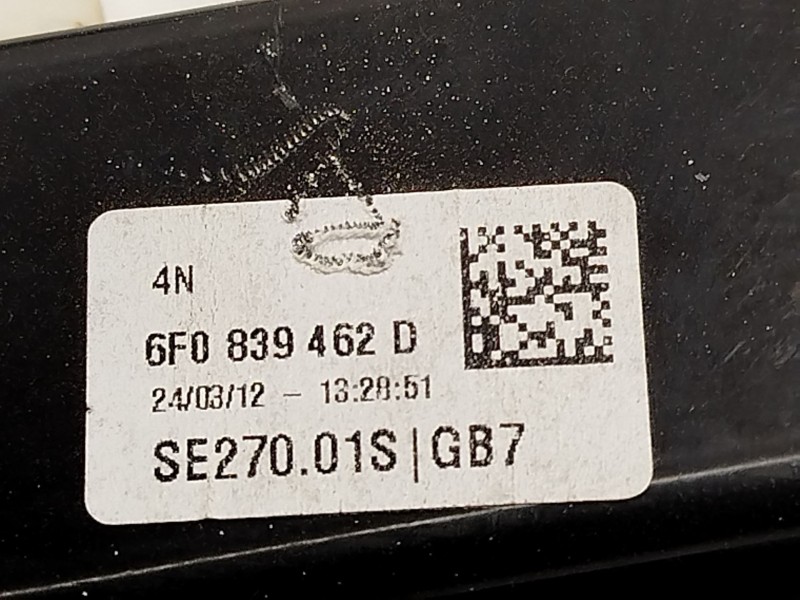 4N
6F0 839 462 D
24/03/12 - 13:28:51
SE270.01S|GB7